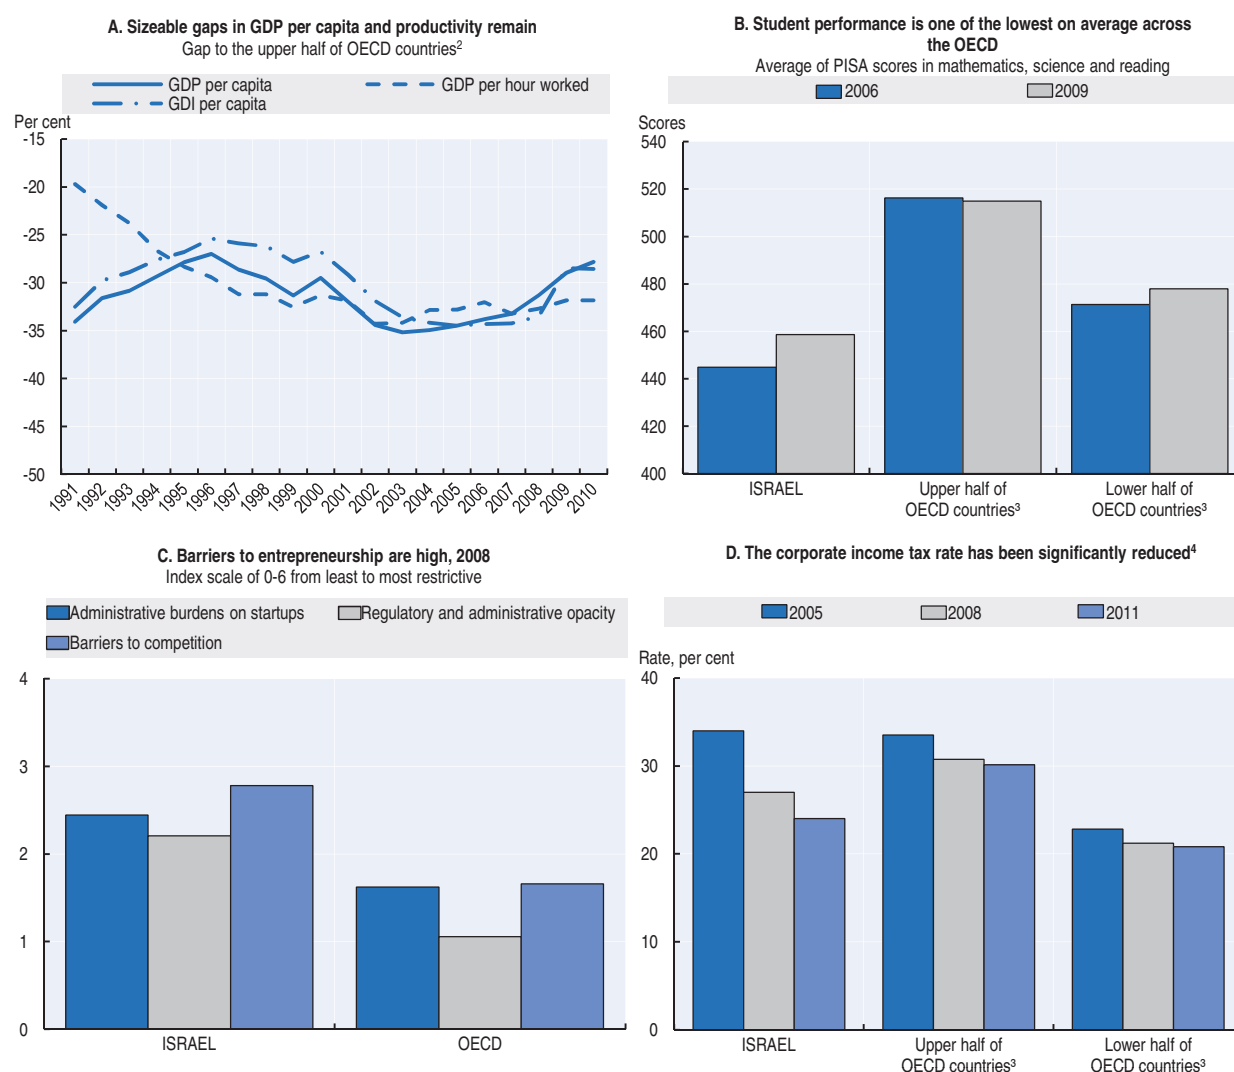 A. Sizeable gaps in GDP per capita and productivity remain
Gap to the upper half of OECD countries²
GDP per capita
GDP per hour worked
GDI per capita
Per cent
-15
-20
-25
-30
-35
-40
-45
-50
1991
1992
1993
1994
1995
1996
1997
1998
1999
2000
2001
2002
2003
2004
2005
2006
2007
2008
2009
2010
B. Student performance is one of the lowest on average across
the OECD
Average of PISA scores in mathematics, science and reading
2006
2009
Scores
540
520
500
480
460
440
420
400
ISRAEL
Upper half of
OECD countries³
Lower half of
OECD countries³
C. Barriers to entrepreneurship are high, 2008
Index scale of 0-6 from least to most restrictive
Administrative burdens on startups
Regulatory and administrative opacity
Barriers to competition
4
3
2
1
0
ISRAEL
OECD
D. The corporate income tax rate has been significantly reduced⁴
2005
2008
2011
Rate, per cent
40
30
20
10
0
ISRAEL
Upper half of
OECD countries³
Lower half of
OECD countries³